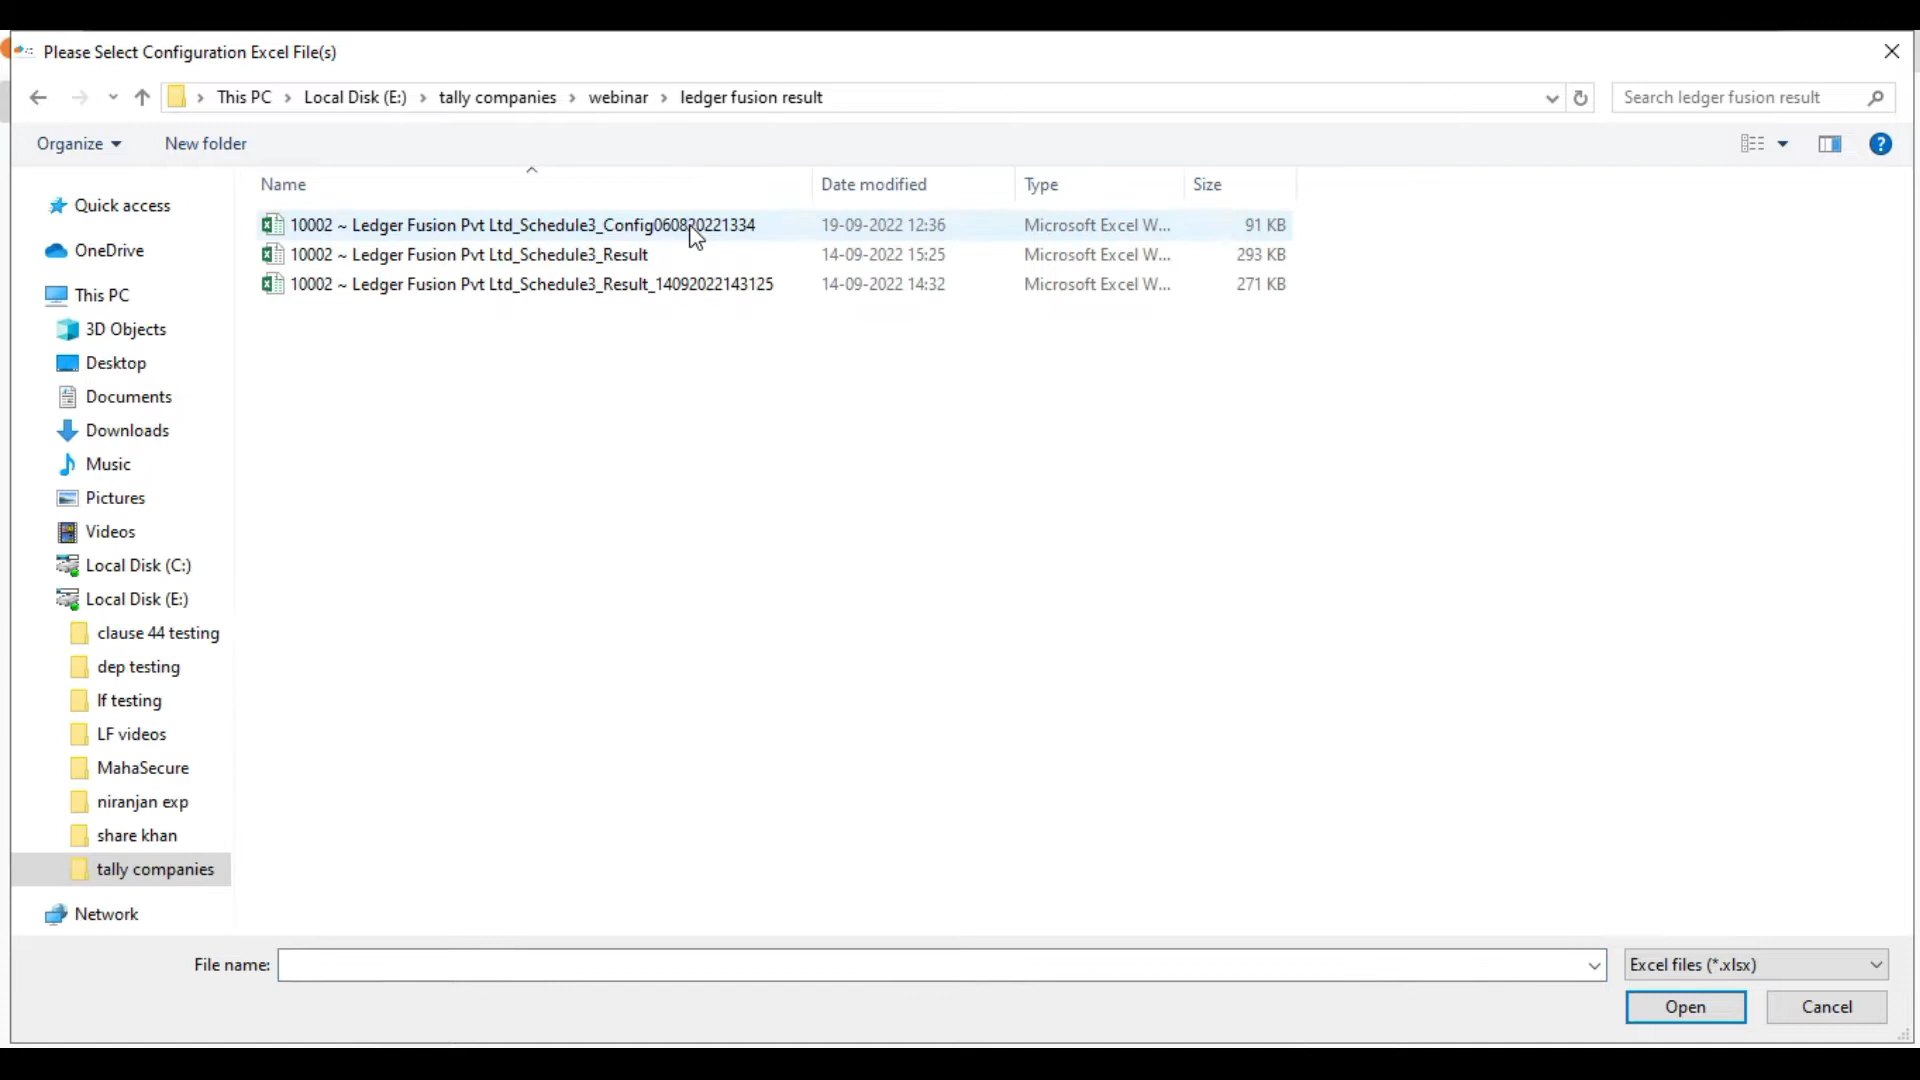 Please Select Configuration Excel File(s)
This PC > Local Disk (E:) > tally companies > webinar > ledger fusion result
Search ledger fusion result
Organize
New folder
Name
Date modified
Type
Size
10002 ~ Ledger Fusion Pvt Ltd_Schedule3_Config060820221334 19-09-2022 12:36 Microsoft Excel W... 91 KB
10002 ~ Ledger Fusion Pvt Ltd_Schedule3_Result 14-09-2022 15:25 Microsoft Excel W... 293 KB
10002 ~ Ledger Fusion Pvt Ltd_Schedule3_Result_14092022143125 14-09-2022 14:32 Microsoft Excel W... 271 KB
Quick access
OneDrive
This PC
3D Objects
Desktop
Documents
Downloads
Music
Pictures
Videos
Local Disk (C:)
Local Disk (E:)
clause 44 testing
dep testing
lf testing
LF videos
MahaSecure
niranjan exp
share khan
tally companies
Network
File name:
Excel files (*.xlsx)
Open
Cancel